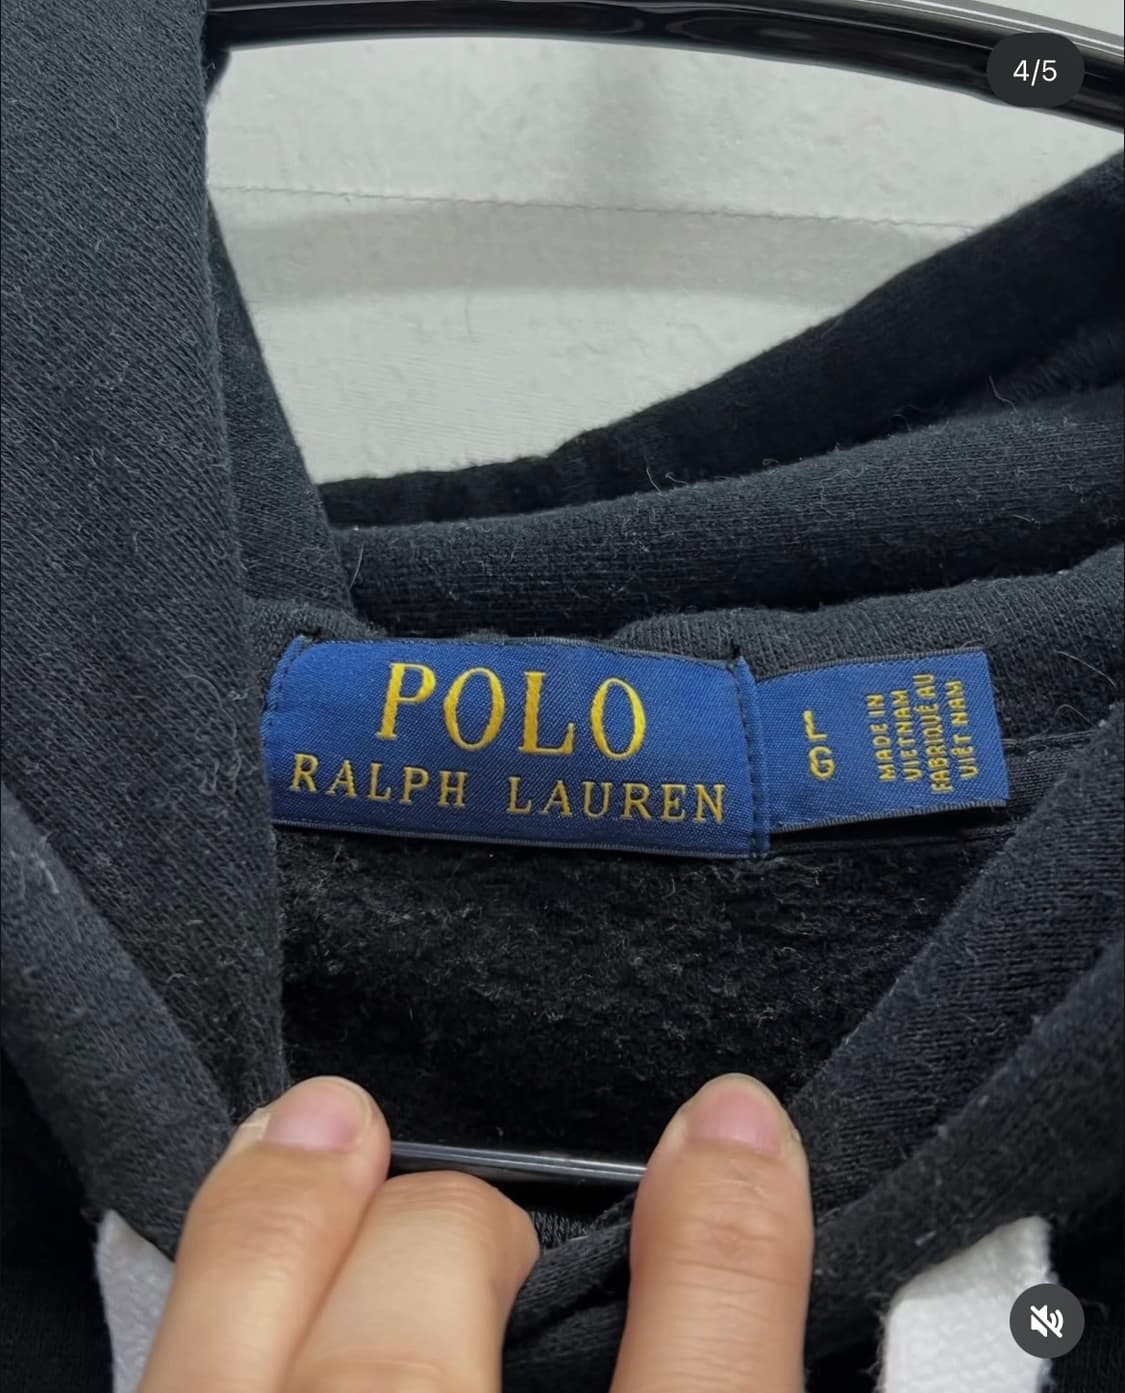 4/5
POLO
RALPH LAUREN
L
G
MADE IN
VIETNAM
FABRIQUÉ AU
VIÊT NAM